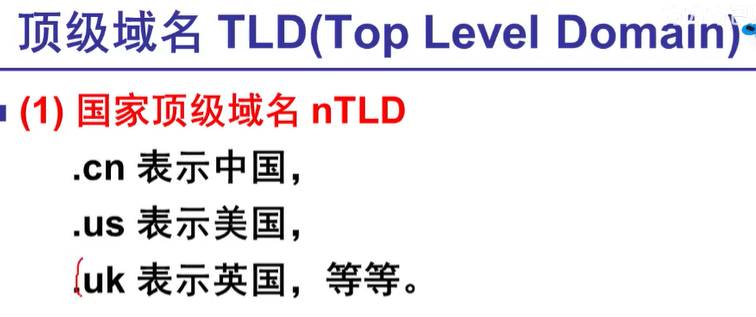 顶级域名 TLD(Top Level Domain)
(1) 国家顶级域名 nTLD
.cn 表示中国，
.us 表示美国，
.uk 表示英国，等等。